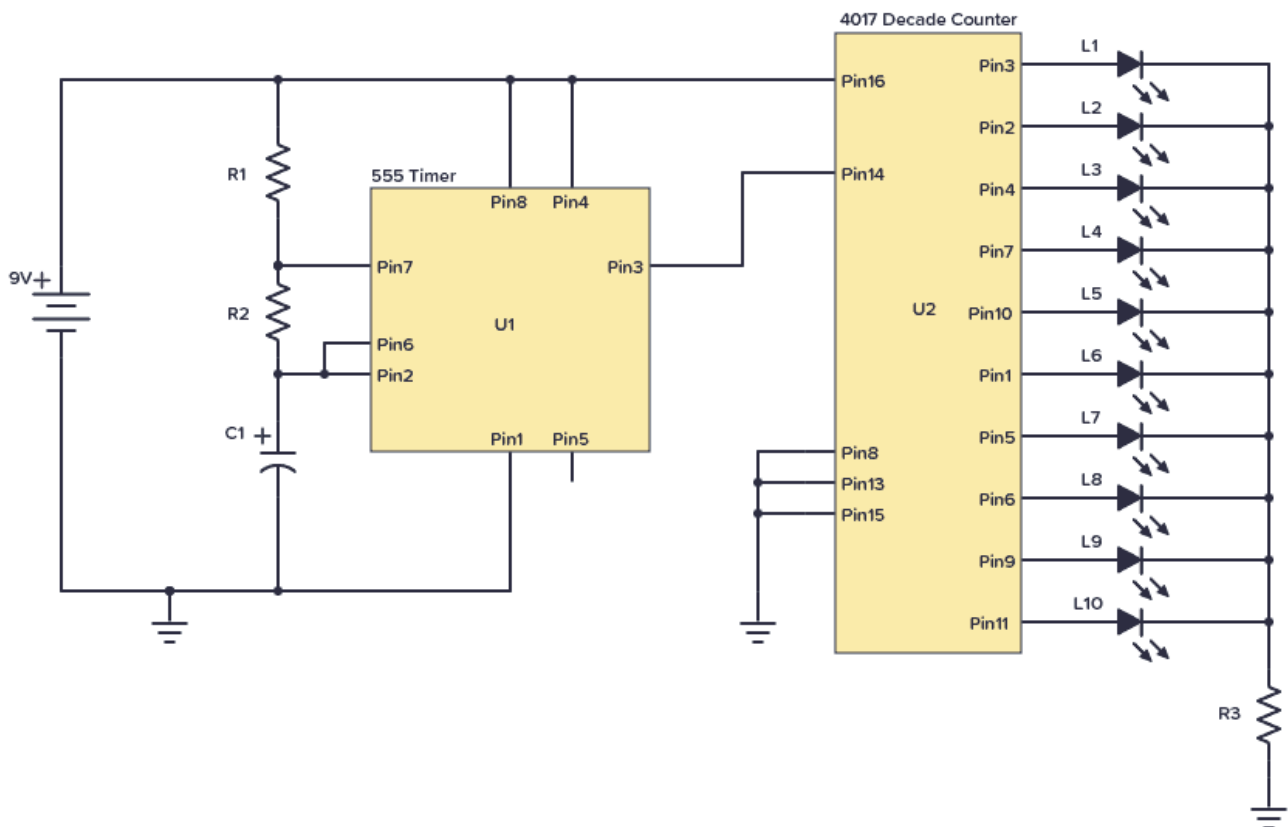 4017 Decade Counter
L1
Pin3
Pin16
L2
Pin2
R1
555 Timer
Pin14
L3
Pin4
Pin8 Pin4
L4
Pin7
9V+
Pin7
Pin3
L5
R2
U1
U2
Pin10
Pin6
L6
Pin2
Pin1
C1 +
Pin1 Pin5
L7
Pin5
Pin8
Pin13
L8
Pin6
Pin15
L9
Pin9
L10
Pin11
R3